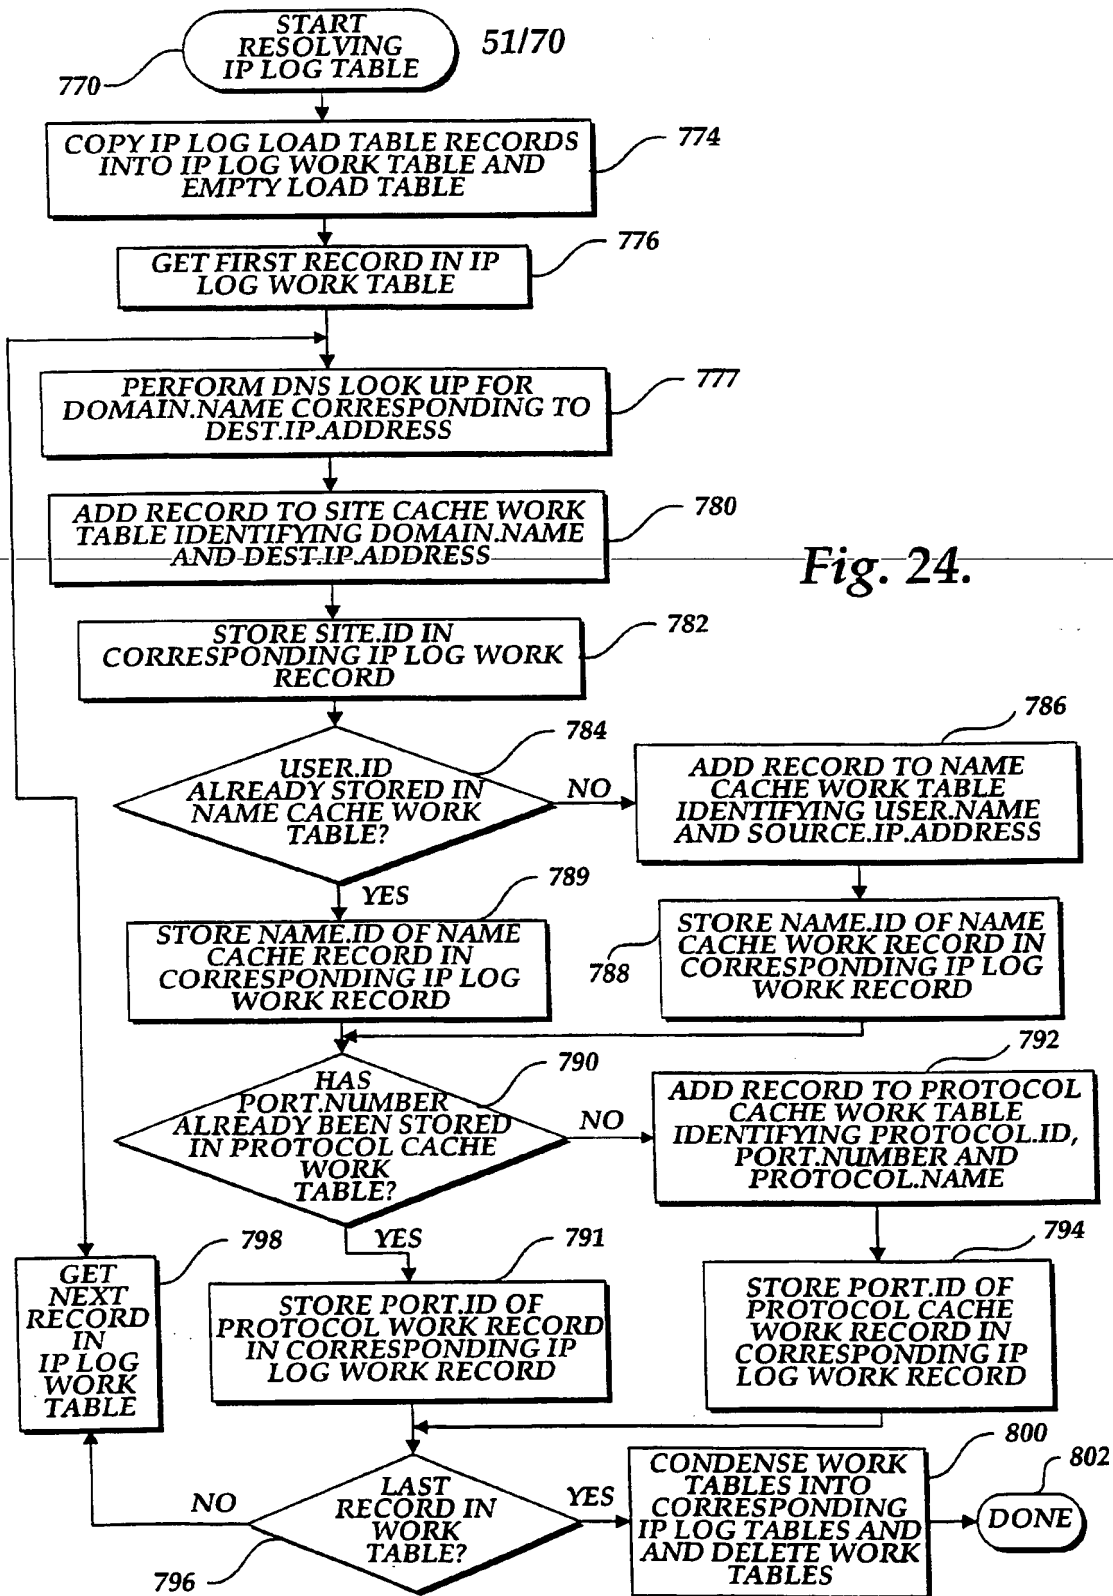 START
RESOLVING
IP LOG TABLE
51/70
770
COPY IP LOG LOAD TABLE RECORDS
INTO IP LOG WORK TABLE AND
EMPTY LOAD TABLE
774
GET FIRST RECORD IN IP
LOG WORK TABLE
776
PERFORM DNS LOOK UP FOR
DOMAIN.NAME CORRESPONDING TO
DEST.IP.ADDRESS
777
ADD RECORD TO SITE CACHE WORK
TABLE IDENTIFYING DOMAIN.NAME
AND DEST.IP.ADDRESS
780
Fig. 24.
STORE SITE.ID IN
CORRESPONDING IP LOG WORK
RECORD
782
USER.ID
ALREADY STORED IN
NAME CACHE WORK
TABLE?
784
NO
YES
ADD RECORD TO NAME
CACHE WORK TABLE
IDENTIFYING USER.NAME
AND SOURCE.IP.ADDRESS
786
STORE NAME.ID OF NAME
CACHE RECORD IN
CORRESPONDING IP LOG
WORK RECORD
789
STORE NAME.ID OF NAME
CACHE WORK RECORD IN
CORRESPONDING IP LOG
WORK RECORD
788
HAS
PORT.NUMBER
ALREADY BEEN STORED
IN PROTOCOL CACHE
WORK
TABLE?
790
NO
YES
ADD RECORD TO PROTOCOL
CACHE WORK TABLE
IDENTIFYING PROTOCOL.ID,
PORT.NUMBER AND
PROTOCOL.NAME
792
GET
NEXT
RECORD
IN
IP LOG
WORK
TABLE
798
STORE PORT.ID OF
PROTOCOL WORK RECORD
IN CORRESPONDING IP
LOG WORK RECORD
791
STORE PORT.ID OF
PROTOCOL CACHE
WORK RECORD IN
CORRESPONDING IP
LOG WORK RECORD
794
LAST
RECORD IN
WORK
TABLE?
796
NO
YES
CONDENSE WORK
TABLES INTO
CORRESPONDING
IP LOG TABLES AND
AND DELETE WORK
TABLES
800
DONE
802